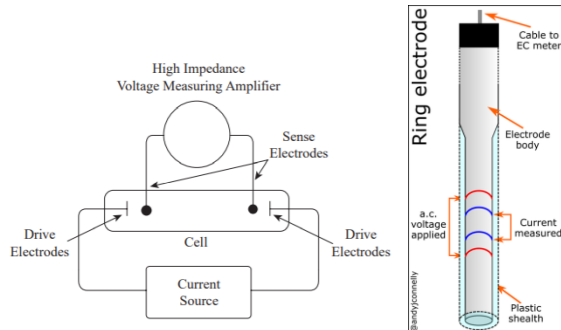 High Impedance
Voltage Measuring Amplifier
Sense
Electrodes
Drive
Electrodes
Cell
Drive
Electrodes
Current
Source
Ring electrode
Cable to
EC meter
Electrode
body
a.c.
voltage
applied
Current
measured
Plastic
shealth
@andyjconnelly